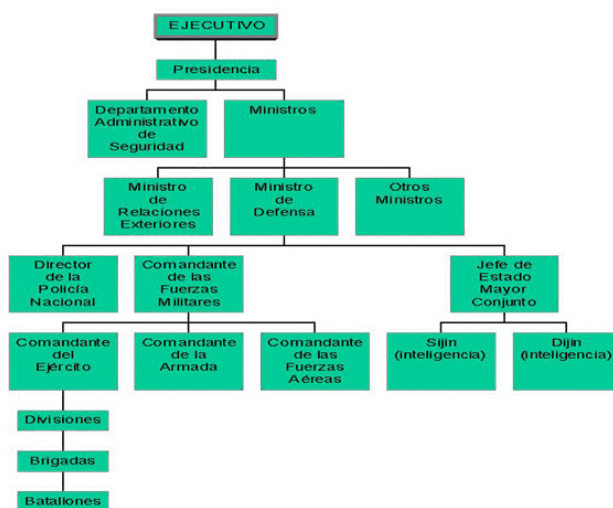 EJECUTIVO
Presidencia
Departamento
Administrativo
de
Seguridad
Ministros
Ministro
de
Relaciones
Exteriores
Ministro
de
Defensa
Otros
Ministros
Director
de la
Policía
Nacional
Comandante
de las
Fuerzas
Militares
Jefe de
Estado
Mayor
Conjunto
Comandante
del
Ejército
Comandante
de la
Armada
Comandante
de las
Fuerzas
Aéreas
Sijin
(inteligencia)
Dijin
(inteligencia)
Divisiones
Brigadas
Batallones